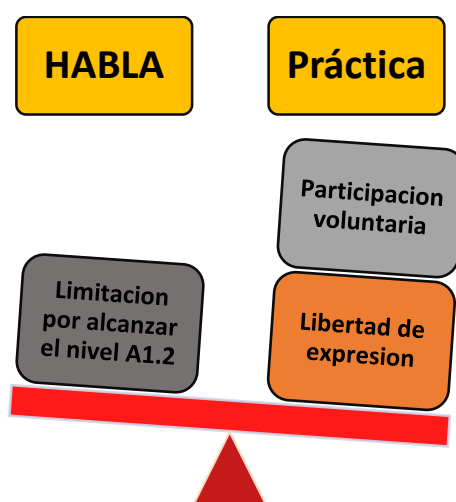 HABLA
Práctica
Participacion
voluntaria
Limitacion
por alcanzar
el nivel A1.2
Libertad de
expresion